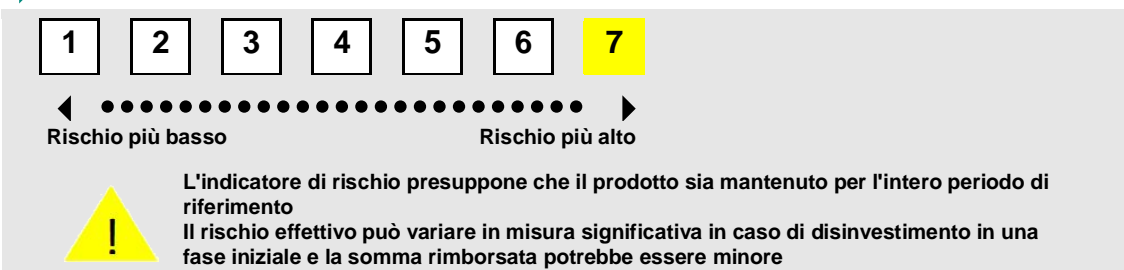 1 2 3 4 5 6 7
Rischio più basso Rischio più alto
L'indicatore di rischio presuppone che il prodotto sia mantenuto per l'intero periodo di
riferimento
!
Il rischio effettivo può variare in misura significativa in caso di disinvestimento in una
fase iniziale e la somma rimborsata potrebbe essere minore